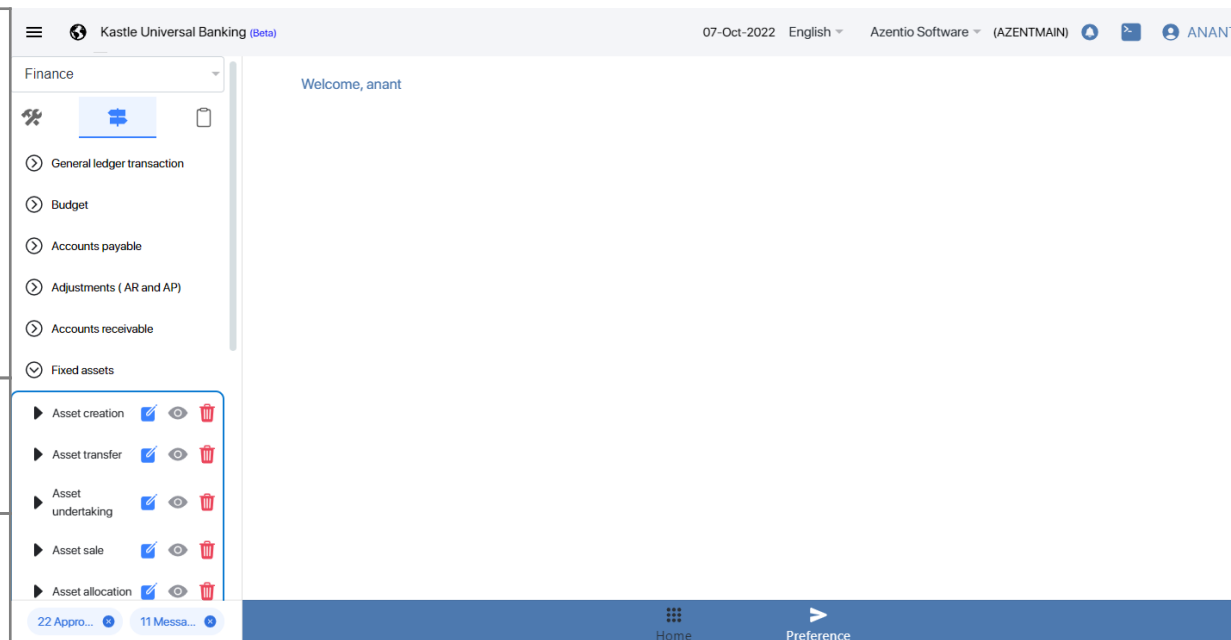 Kastle Universal Banking (Beta)
07-Oct-2022 English Azentio Software (AZENTMAIN) ANANT
Finance
Welcome, anant
General ledger transaction
Budget
Accounts payable
Adjustments ( AR and AP)
Accounts receivable
Fixed assets
Asset creation
Asset transfer
Asset
undertaking
Asset sale
Asset allocation
22 Appro... 11 Messa...
Home Preference